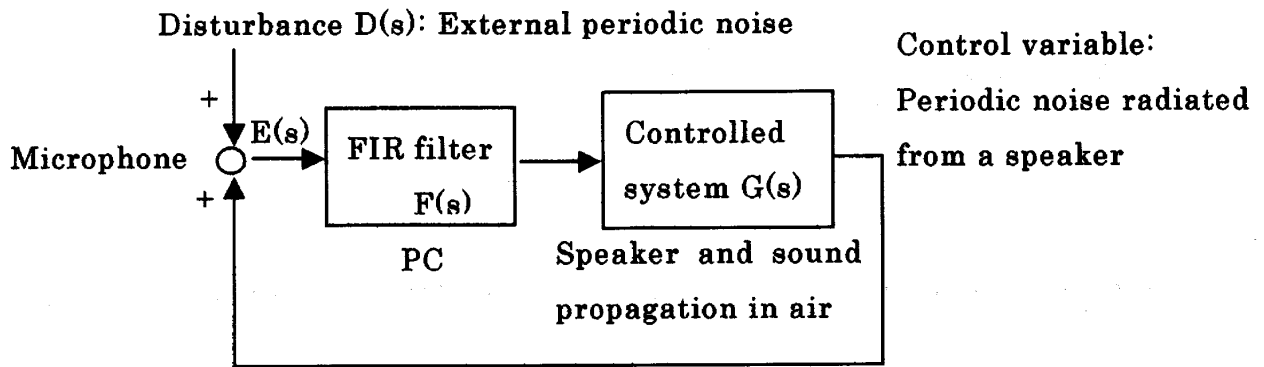 Disturbance D(s): External periodic noise
Control variable:
Periodic noise radiated
from a speaker
+
E(s)
Microphone
+
FIR filter
F(s)
PC
Controlled
system G(s)
Speaker and sound
propagation in air